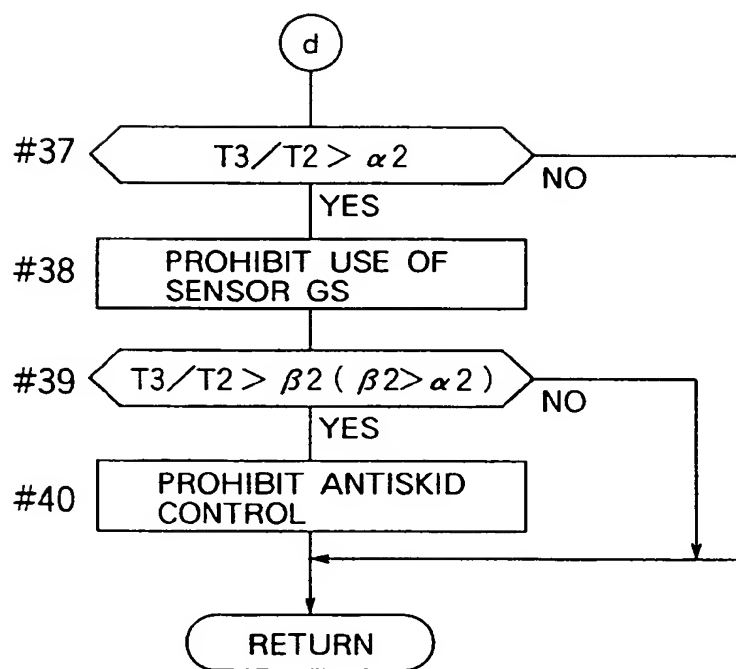 d
#37
T3/T2> α2
NO
YES
#38
PROHIBIT USE OF
SENSOR GS
#39
T3/T2> β2 ( β2> α2 )
NO
YES
#40
PROHIBIT ANTISKID
CONTROL
RETURN